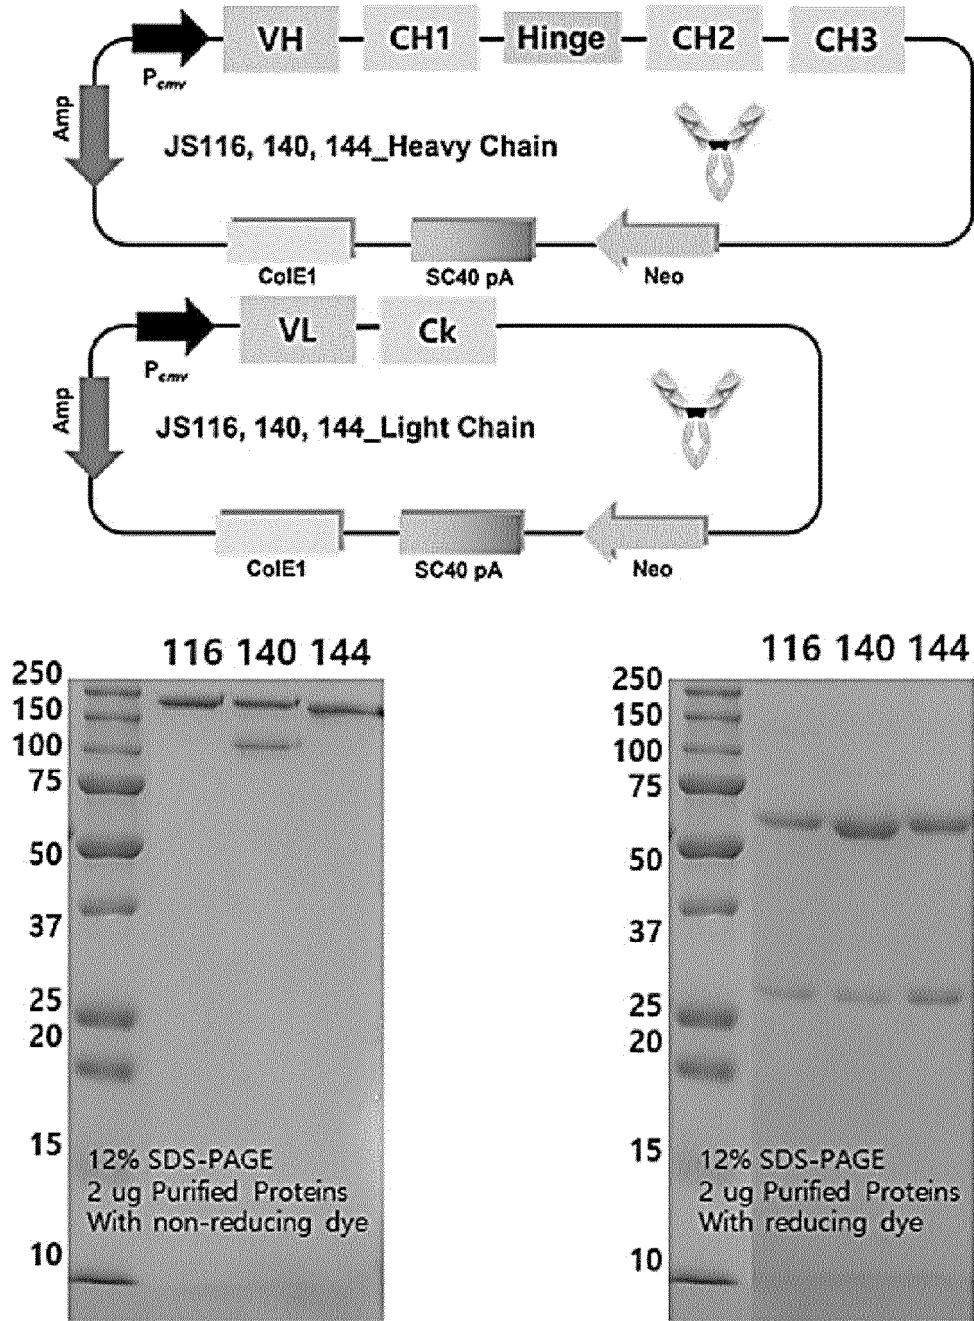 VH CH1 Hinge CH2 CH3
Pcmv
Amp
JS116, 140, 144_Heavy Chain
ColE1 SC40 pA Neo
VL Ck
Pcmv
Amp
JS116, 140, 144_Light Chain
ColE1 SC40 pA Neo
116 140 144
250
150
100
75
50
37
25
20
15
10
12% SDS-PAGE
2 ug Purified Proteins
With non-reducing dye
116 140 144
250
150
100
75
50
37
25
20
15
10
12% SDS-PAGE
2 ug Purified Proteins
With reducing dye